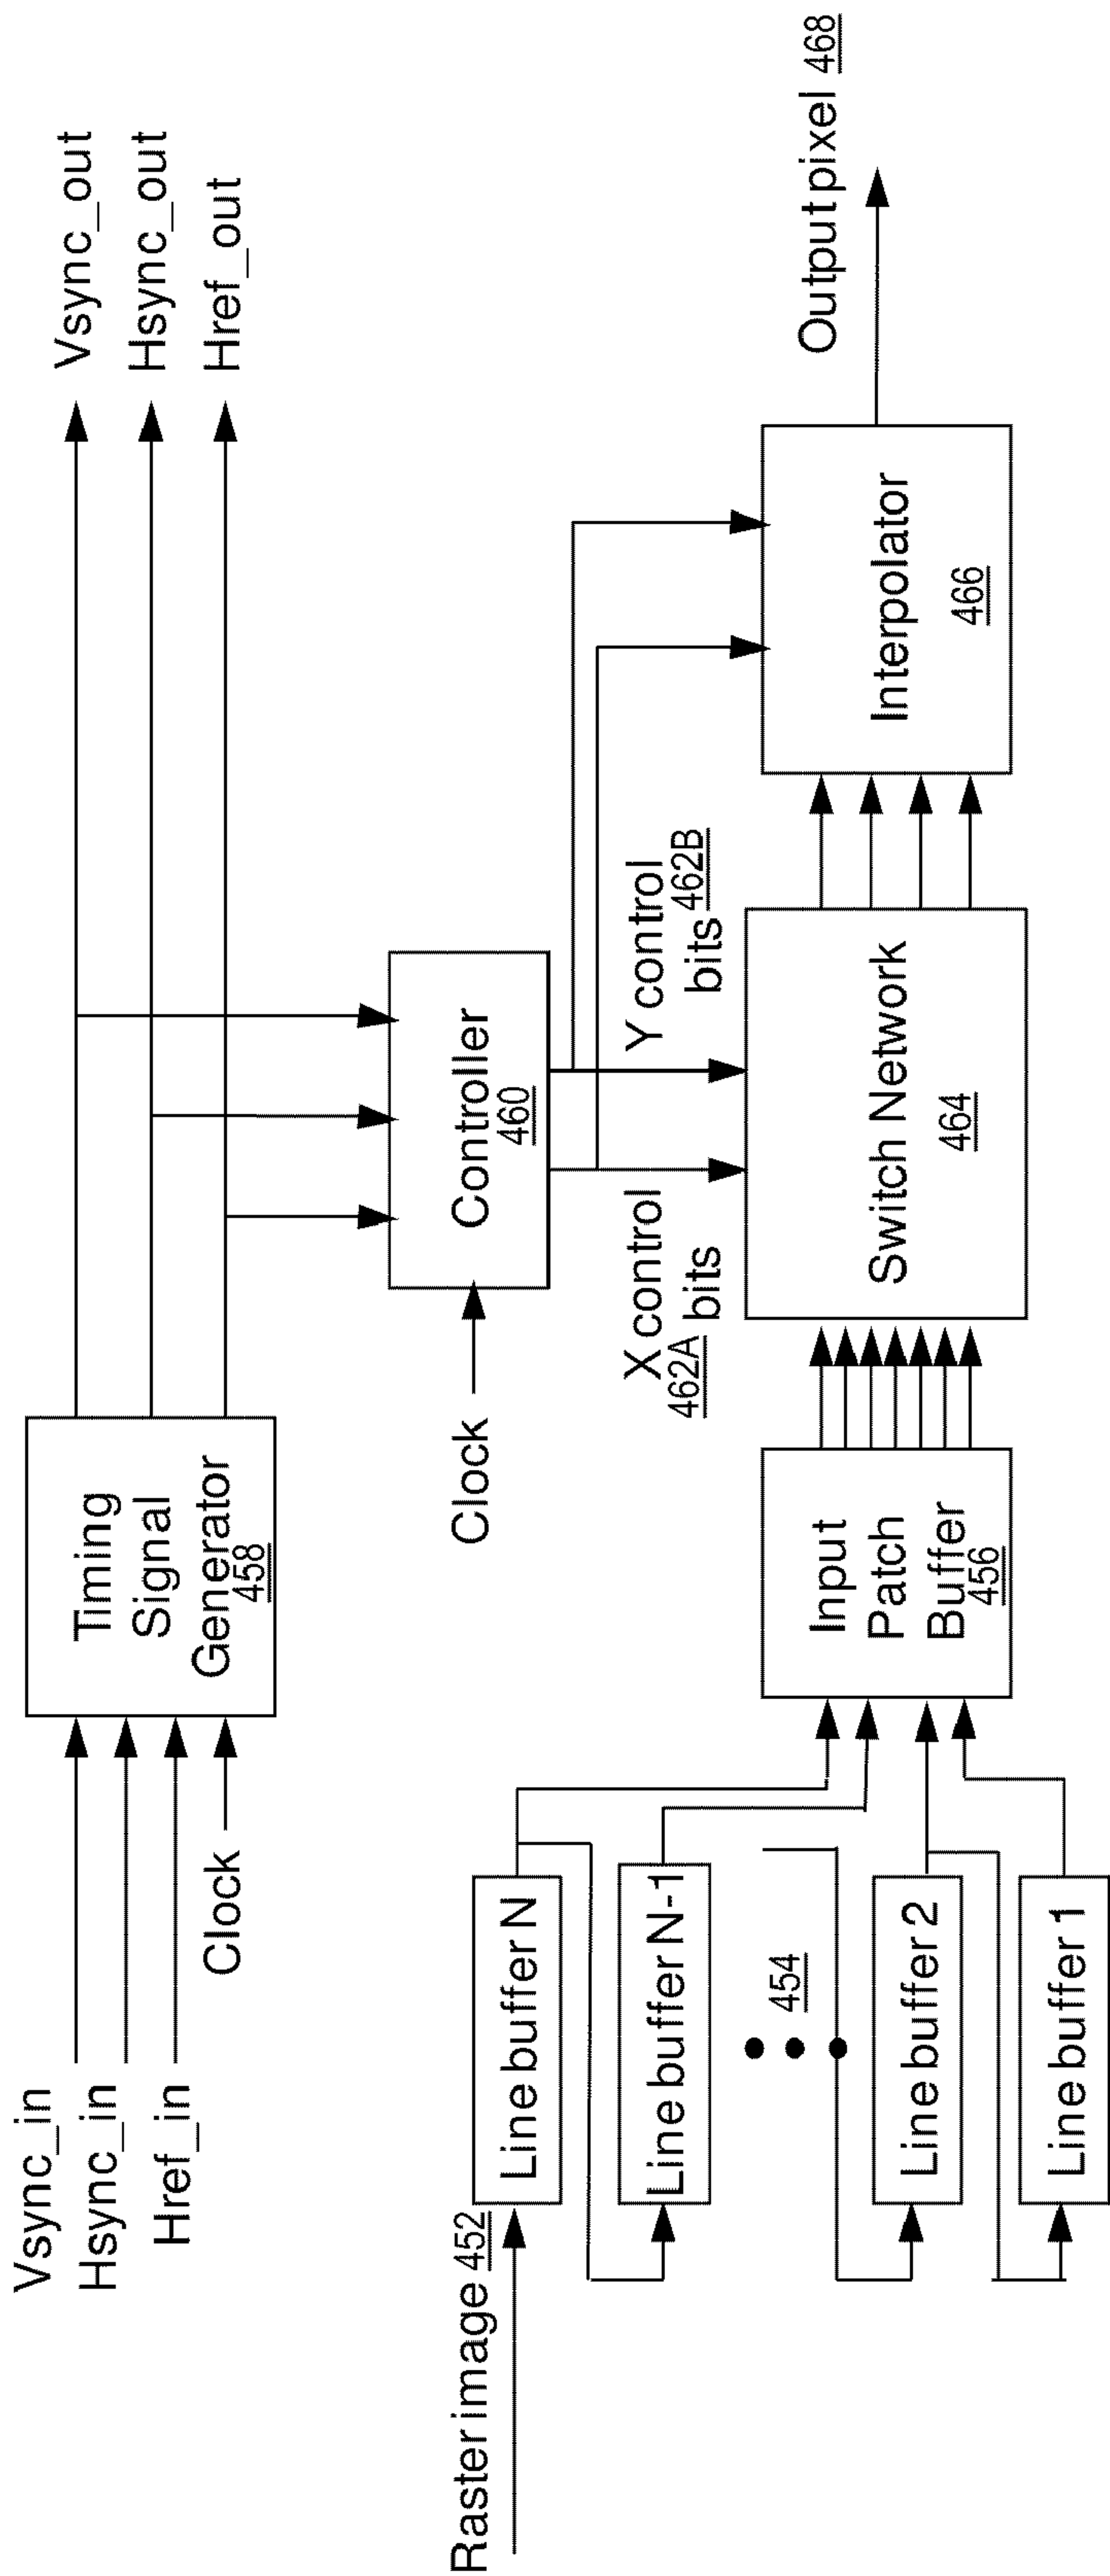 Vsync_in
Hsync_in
Href_in
Clock
Timing
Signal
Generator
458
Vsync_out
Hsync_out
Href_out
Clock
Controller
460
X control
462A bits
Y control
bits 462B
Raster image 452
Line buffer N
Line buffer N-1
454
Line buffer 2
Line buffer 1
Input
Patch
Buffer
456
Switch Network
464
Interpolator
466
Output pixel 468